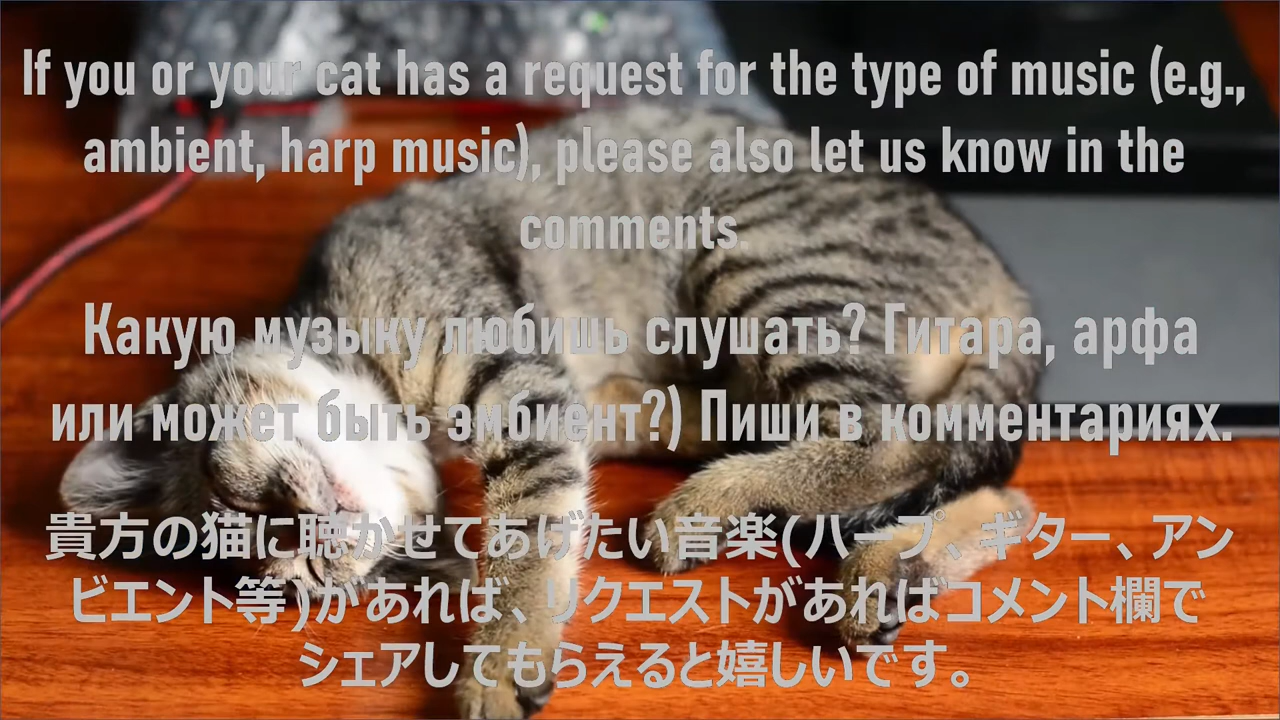 If you or your cat has a request for the type of music (e.g.,
ambient, harp music), please also let us know in the
comments.
Какую музыку любишь слушать? Гитара, арфа
или может быть эмбиент?) Пиши в комментариях.
貴方の猫に聴かせてあげたい音楽(ハープ、ギター、アン
ビエント等)があれば、リクエストがあればコメント欄で
シェアしてもらえると嬉しいです。